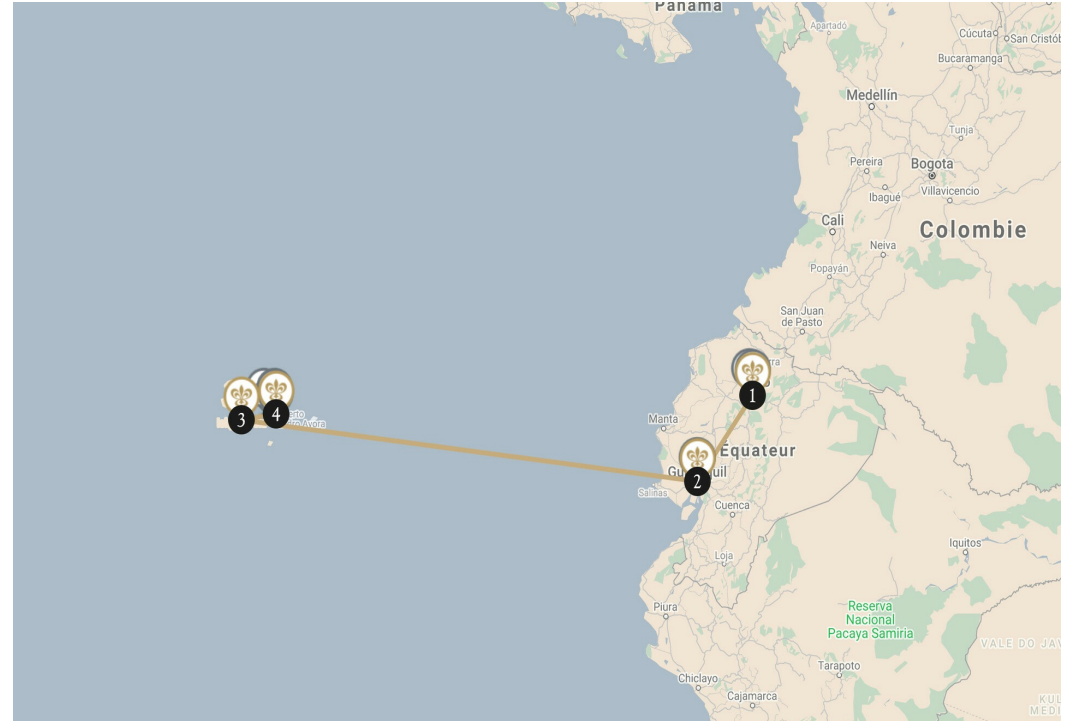 Panama
Apartadó
Cúcuta
San Cristób
Bucaramanga
Medellín
Tunja
Pereira
Bogota
Ibagué
Villavicencio
Cali
Colombie
Neiva
Popayán
San Juan
de Pasto
1
3
4
Manta
Equateur
2
Salinas
Cuenca
Iquitos
Loja
Piura
Reserva
Nacional
Pacaya Samiria
VALE DO JAV
Tarapoto
Chiclayo
Cajamarca
KUL
MEDI